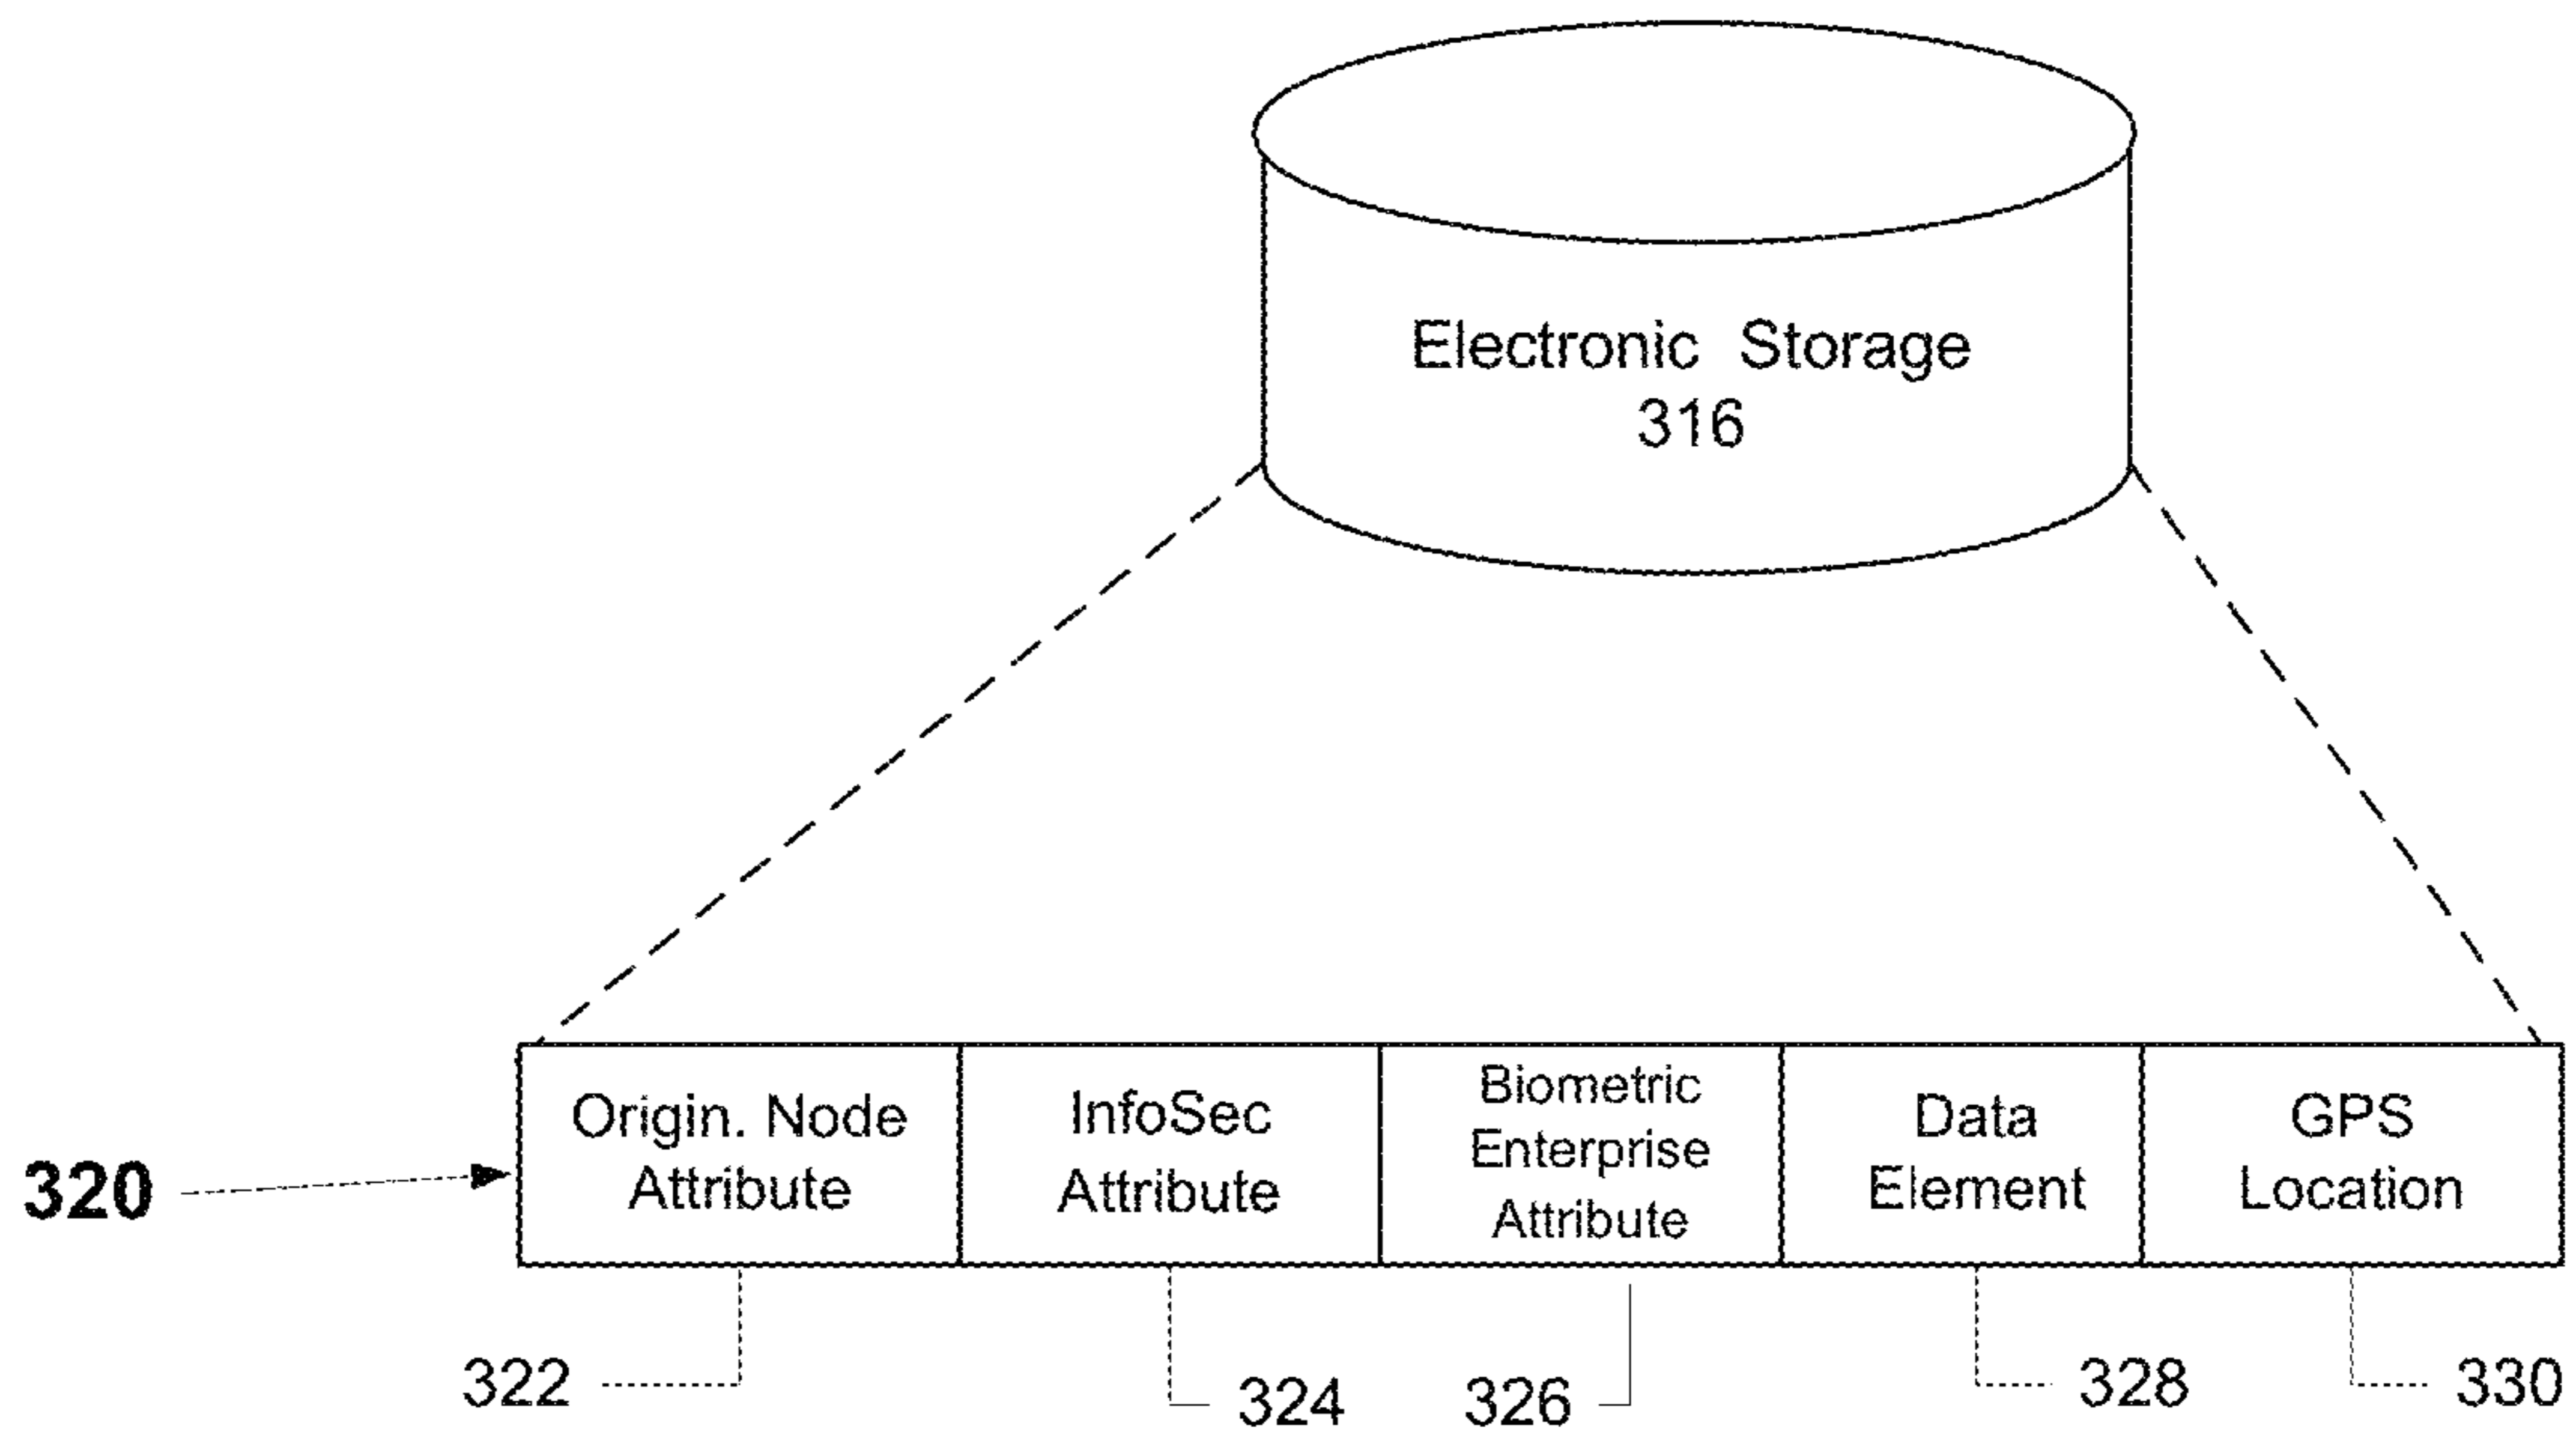 Electronic Storage
316
Origin. Node
Attribute
InfoSec
Attribute
Biometric
Enterprise
Attribute
Data
Element
GPS
Location
320
322
324
326
328
330